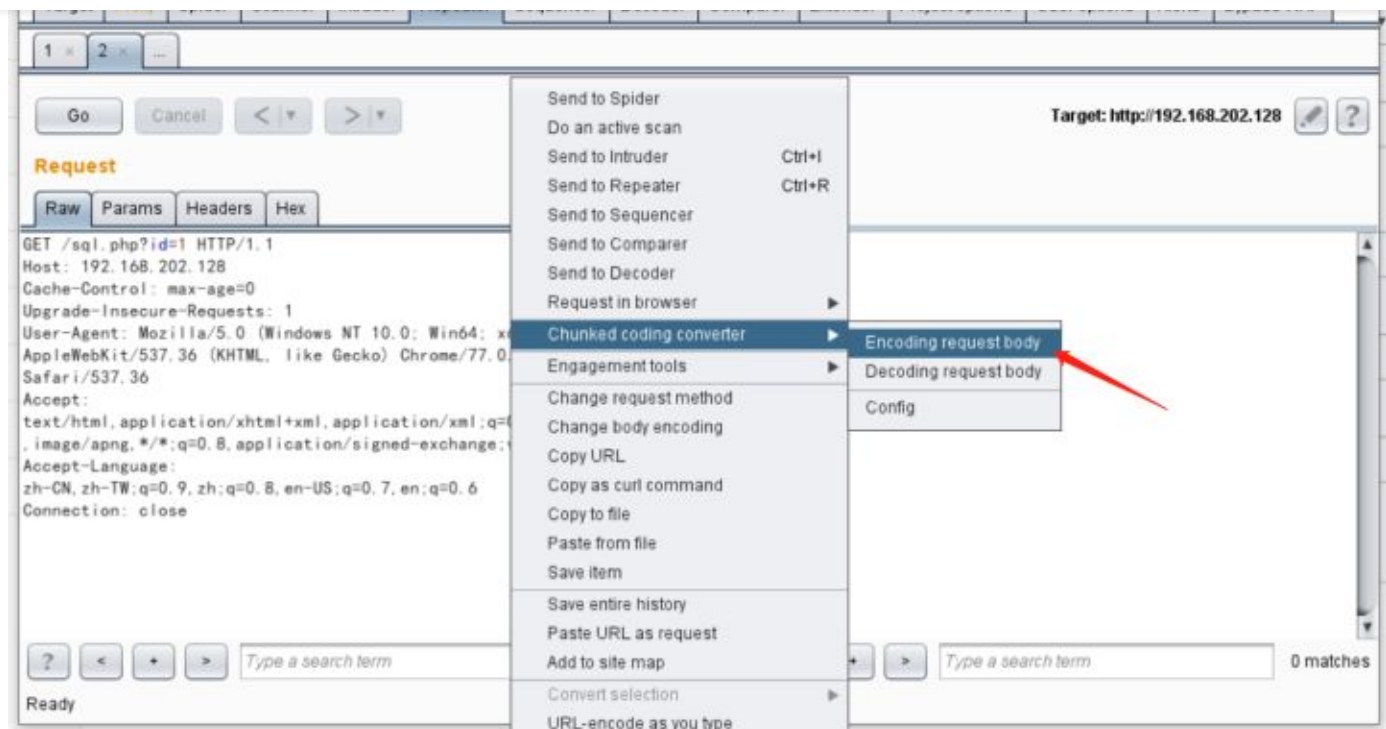 1 × 2 × ...
Go Cancel < >
Target: http://192.168.202.128 ?
Request
Raw Params Headers Hex
GET /sql.php?id=1 HTTP/1.1
Host: 192.168.202.128
Cache-Control: max-age=0
Upgrade-Insecure-Requests: 1
User-Agent: Mozilla/5.0 (Windows NT 10.0; Win64;
AppleWebKit/537.36 (KHTML, like Gecko) Chrome/77.0.
Safari/537.36
Accept:
text/html,application/xhtml+xml,application/xml;q=
,image/apng,*/*;q=0.8,application/signed-exchange;
Accept-Language:
zh-CN,zh-TW;q=0.9,zh;q=0.8,en-US;q=0.7,en;q=0.6
Connection: close
Send to Spider
Do an active scan
Send to Intruder Ctrl+I
Send to Repeater Ctrl+R
Send to Sequencer
Send to Comparer
Send to Decoder
Request in browser
Chunked coding converter
Engagement tools
Change request method
Change body encoding
Copy URL
Copy as curl command
Copy to file
Paste from file
Save item
Save entire history
Paste URL as request
Add to site map
Convert selection
URL-encode as you type
Encoding request body
Decoding request body
Config
? < + > Type a search term
+ > Type a search term 0 matches
Ready